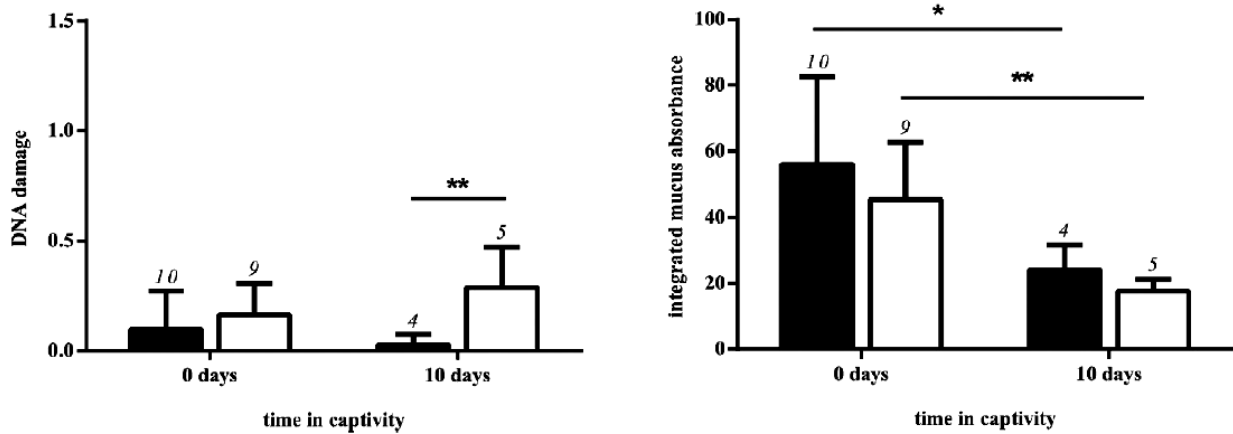 1.5
1.0
0.5
0.0
DNA damage
10
9
**
4
5
0 days
10 days
time in captivity
100
80
60
40
20
0
integrated mucus absorbance
*
10
**
9
4
5
0 days
10 days
time in captivity